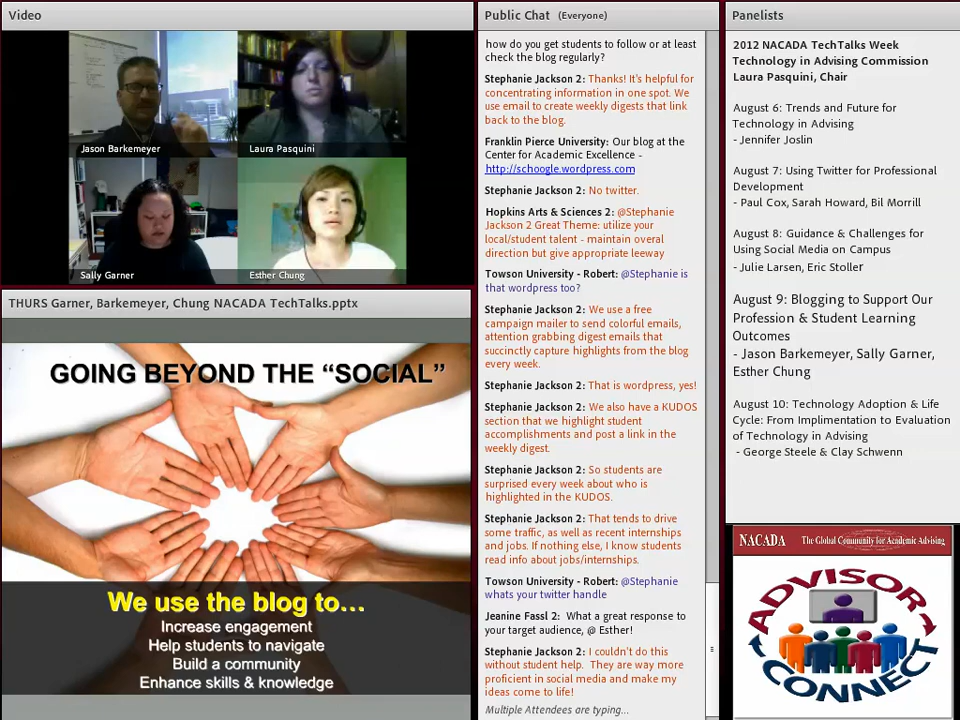 Video
Jason Barkemeyer
Laura Pasquini
Sally Garner
Esther Chung
THURS Garner, Barkemeyer, Chung NACADA TechTalks.pptx
GOING BEYOND THE “SOCIAL”
We use the blog to…
Increase engagement
Help students to navigate
Build a community
Enhance skills & knowledge
Public Chat (Everyone)
how do you get students to follow or at least
check the blog regularly?
Stephanie Jackson 2: Thanks! It's helpful for
concentrating information in one spot. We
use email to create weekly digests that link
back to the blog.
Franklin Pierce University: Our blog at the
Center for Academic Excellence -
http://schoogle.wordpress.com
Stephanie Jackson 2: No twitter.
Hopkins Arts & Sciences 2: @Stephanie
Jackson 2 Great Theme: utilize your
local/student talent - maintain overal
direction but give appropriate leeway
Towson University - Robert: @Stephanie is
that wordpress too?
Stephanie Jackson 2: We use a free
campaign mailer to send colorful emails,
attention grabbing digest emails that
succinctly capture highlights from the blog
every week.
Stephanie Jackson 2: That is wordpress, yes!
Stephanie Jackson 2: We also have a KUDOS
section that we highlight student
accomplishments and post a link in the
weekly digest.
Stephanie Jackson 2: So students are
surprised every week about who is
highlighted in the KUDOS.
Stephanie Jackson 2: That tends to drive
some traffic, as well as recent internships
and jobs. If nothing else, I know students
read info about jobs/internships.
Towson University - Robert: @Stephanie
whats your twitter handle
Jeanine Fassl 2: What a great response to
your target audience, @ Esther!
Stephanie Jackson 2: I couldn't do this
without student help. They are way more
proficient in social media and make my
ideas come to life!
Multiple Attendees are typing...
Panelists
2012 NACADA TechTalks Week
Technology in Advising Commission
Laura Pasquini, Chair
August 6: Trends and Future for
Technology in Advising
- Jennifer Joslin
August 7: Using Twitter for Professional
Development
- Paul Cox, Sarah Howard, Bil Morrill
August 8: Guidance & Challenges for
Using Social Media on Campus
- Julie Larsen, Eric Stoller
August 9: Blogging to Support Our
Profession & Student Learning
Outcomes
- Jason Barkemeyer, Sally Garner,
Esther Chung
August 10: Technology Adoption & Life
Cycle: From Implimentation to Evaluation
of Technology in Advising
- George Steele & Clay Schwenn
NACADA The Global Community for Academic Advising
ADVISOR
CONNECT